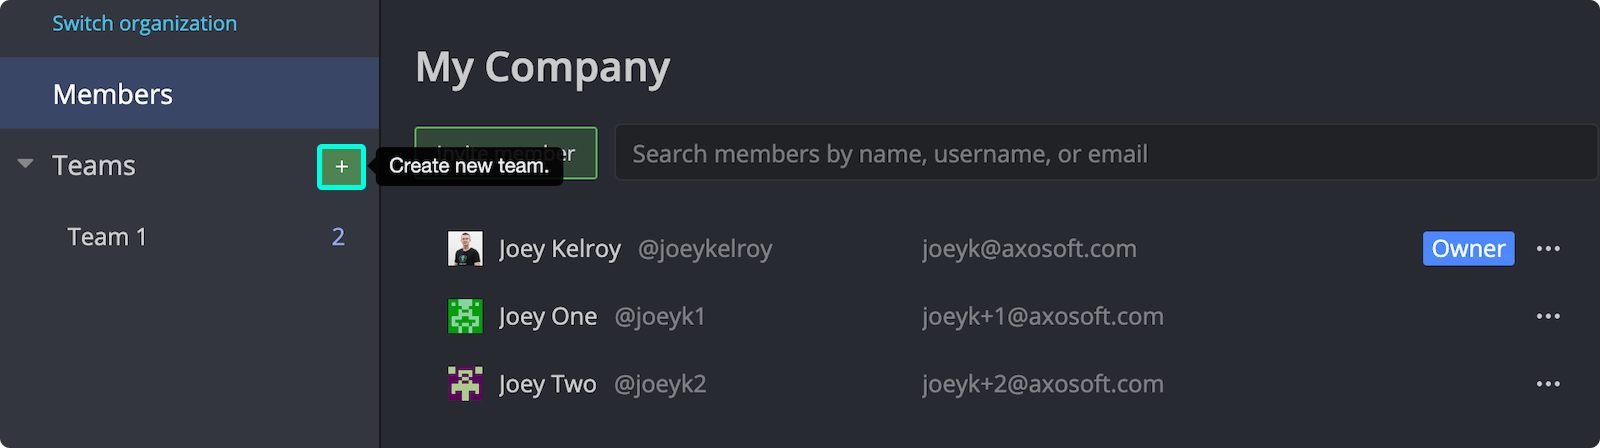 Switch organization
Members
Teams
+
Create new team.
Team 1
2
My Company
Invite member
Search members by name, username, or email
Joey Kelroy @joeykelroy joeyk@axosoft.com Owner ...
Joey One @joeyk1 joeyk+1@axosoft.com ...
Joey Two @joeyk2 joeyk+2@axosoft.com ...